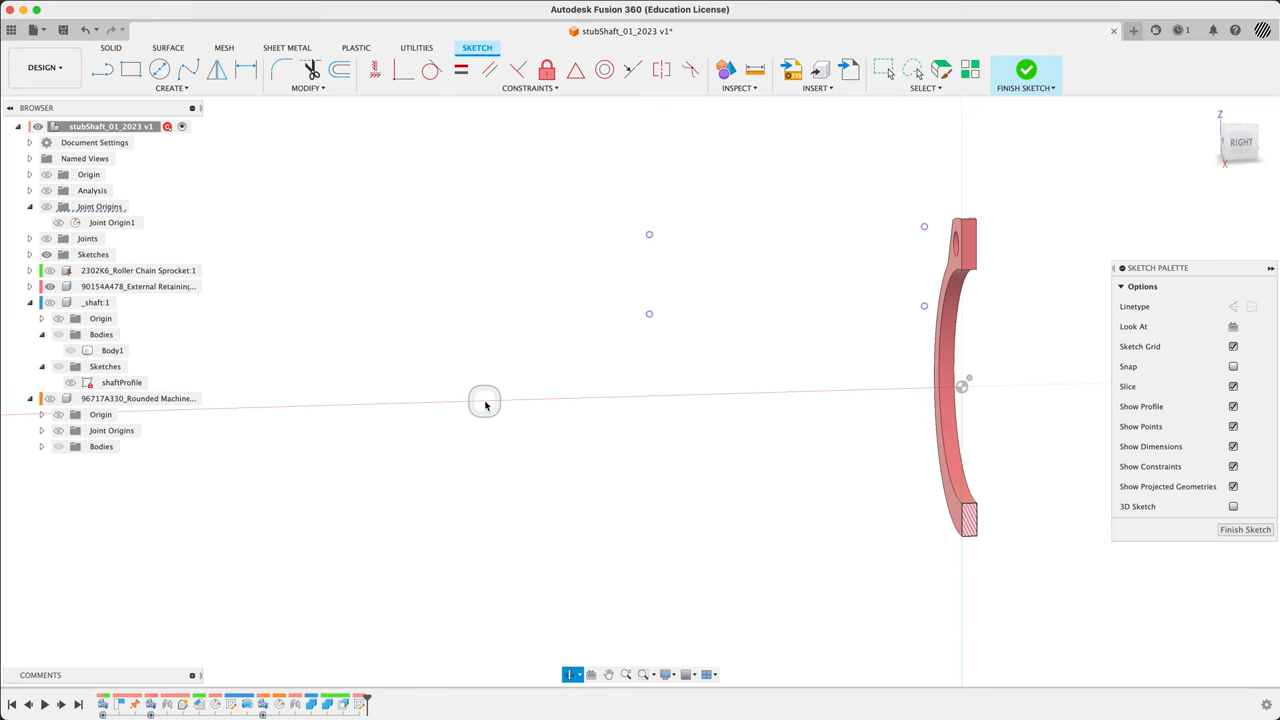 Autodesk Fusion 360 (Education License)
stubShaft_01_2023 v1*
1
DESIGN
SOLID SURFACE MESH SHEET METAL PLASTIC UTILITIES SKETCH
CREATE MODIFY CONSTRAINTS INSPECT INSERT SELECT FINISH SKETCH
BROWSER
stubShaft_01_2023 v1
Document Settings
Named Views
Origin
Analysis
Joint Origins
Joint Origin1
Joints
Sketches
2302K6_Roller Chain Sprocket:1
90154A478_External Retaining...
_shaft:1
Origin
Bodies
Body1
Sketches
shaftProfile
96717A330_Rounded Machine...
Origin
Joint Origins
Bodies
Z
RIGHT
X
SKETCH PALETTE
Options
Linetype
Look At
Sketch Grid
Snap
Slice
Show Profile
Show Points
Show Dimensions
Show Constraints
Show Projected Geometries
3D Sketch
Finish Sketch
COMMENTS